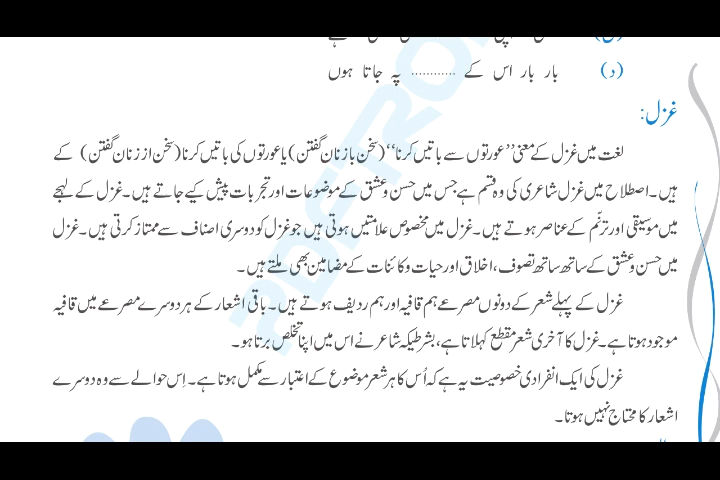 (د) بار بار اس کے ............ پہ جاتا ہوں
غزل:
لغت میں غزل کے معنی ’’عورتوں سے باتیں کرنا‘‘ (سخن بازنان گفتن) یا عورتوں کی باتیں کرنا (سخن از زنان گفتن) کے
ہیں۔ اصطلاح میں غزل شاعری کی وہ قسم ہے جس میں حسن و عشق کے موضوعات اور تجربات پیش کیے جاتے ہیں۔ غزل کے لہجے
میں موسیقی اور ترنّم کے عناصر ہوتے ہیں۔ غزل میں مخصوص علامتیں ہوتی ہیں جو غزل کو دوسری اصناف سے ممتاز کرتی ہیں۔ غزل
میں حسن و عشق کے ساتھ ساتھ تصوف، اخلاق اور حیات و کائنات کے مضامین بھی ملتے ہیں۔
غزل کے پہلے شعر کے دونوں مصرعے ہم قافیہ اور ہم ردیف ہوتے ہیں۔ باقی اشعار کے ہر دوسرے مصرعے میں قافیہ
موجود ہوتا ہے۔ غزل کا آخری شعر مقطع کہلاتا ہے، بشرطیکہ شاعر نے اس میں اپنا تخلص برتا ہو۔
غزل کی ایک انفرادی خصوصیت یہ ہے کہ اُس کا ہر شعر موضوع کے اعتبار سے مکمل ہوتا ہے۔ اِس حوالے سے وہ دوسرے
اشعار کا محتاج نہیں ہوتا۔